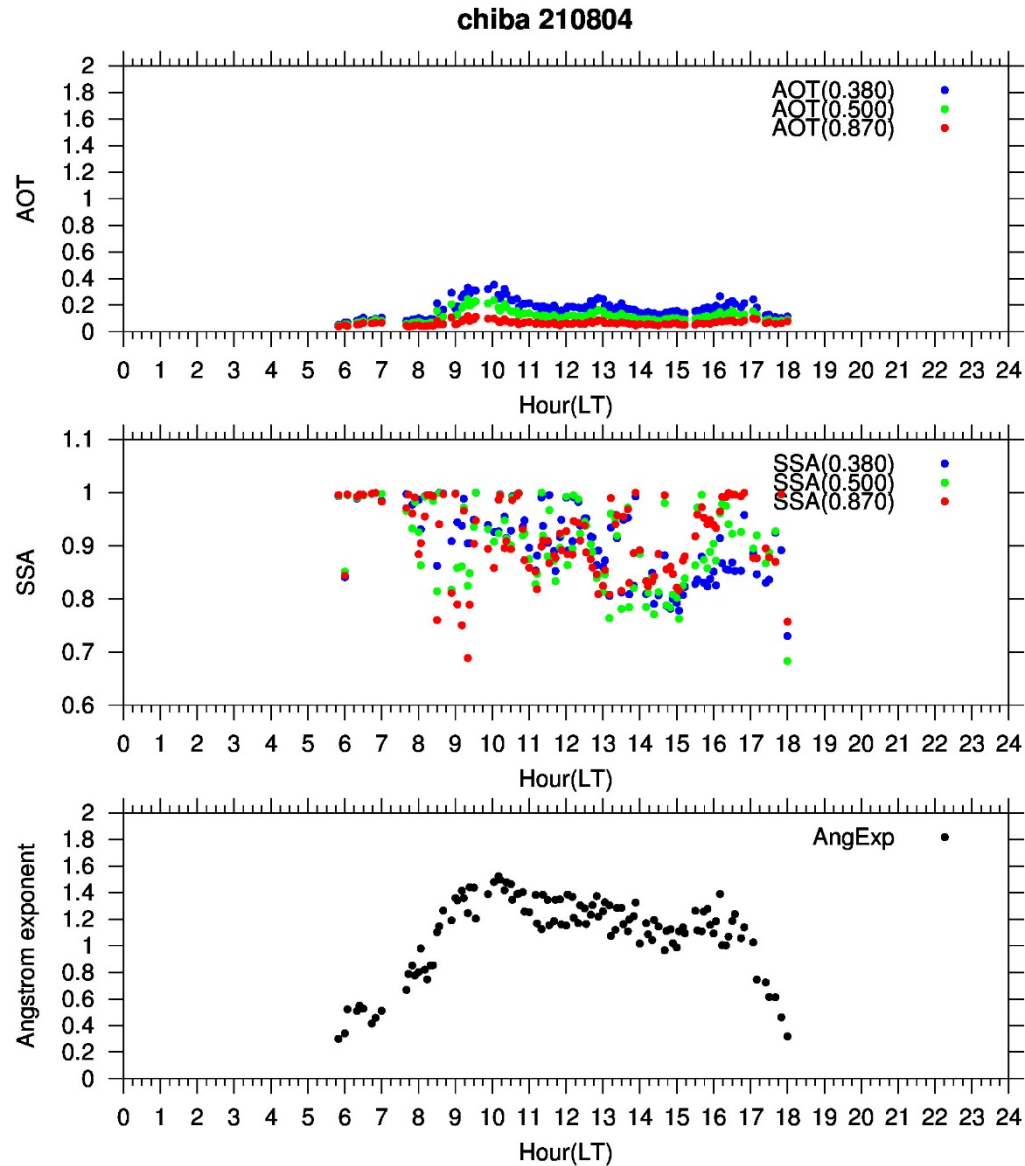 chiba 210804
2
1.8
1.6
1.4
1.2
1
0.8
0.6
0.4
0.2
0
AOT
AOT(0.380)
AOT(0.500)
AOT(0.870)
0 1 2 3 4 5 6 7 8 9 10 11 12 13 14 15 16 17 18 19 20 21 22 23 24
Hour(LT)
1.1
1
0.9
0.8
0.7
0.6
SSA
SSA(0.380)
SSA(0.500)
SSA(0.870)
0 1 2 3 4 5 6 7 8 9 10 11 12 13 14 15 16 17 18 19 20 21 22 23 24
Hour(LT)
2
1.8
1.6
1.4
1.2
1
0.8
0.6
0.4
0.2
0
Angstrom exponent
AngExp
0 1 2 3 4 5 6 7 8 9 10 11 12 13 14 15 16 17 18 19 20 21 22 23 24
Hour(LT)